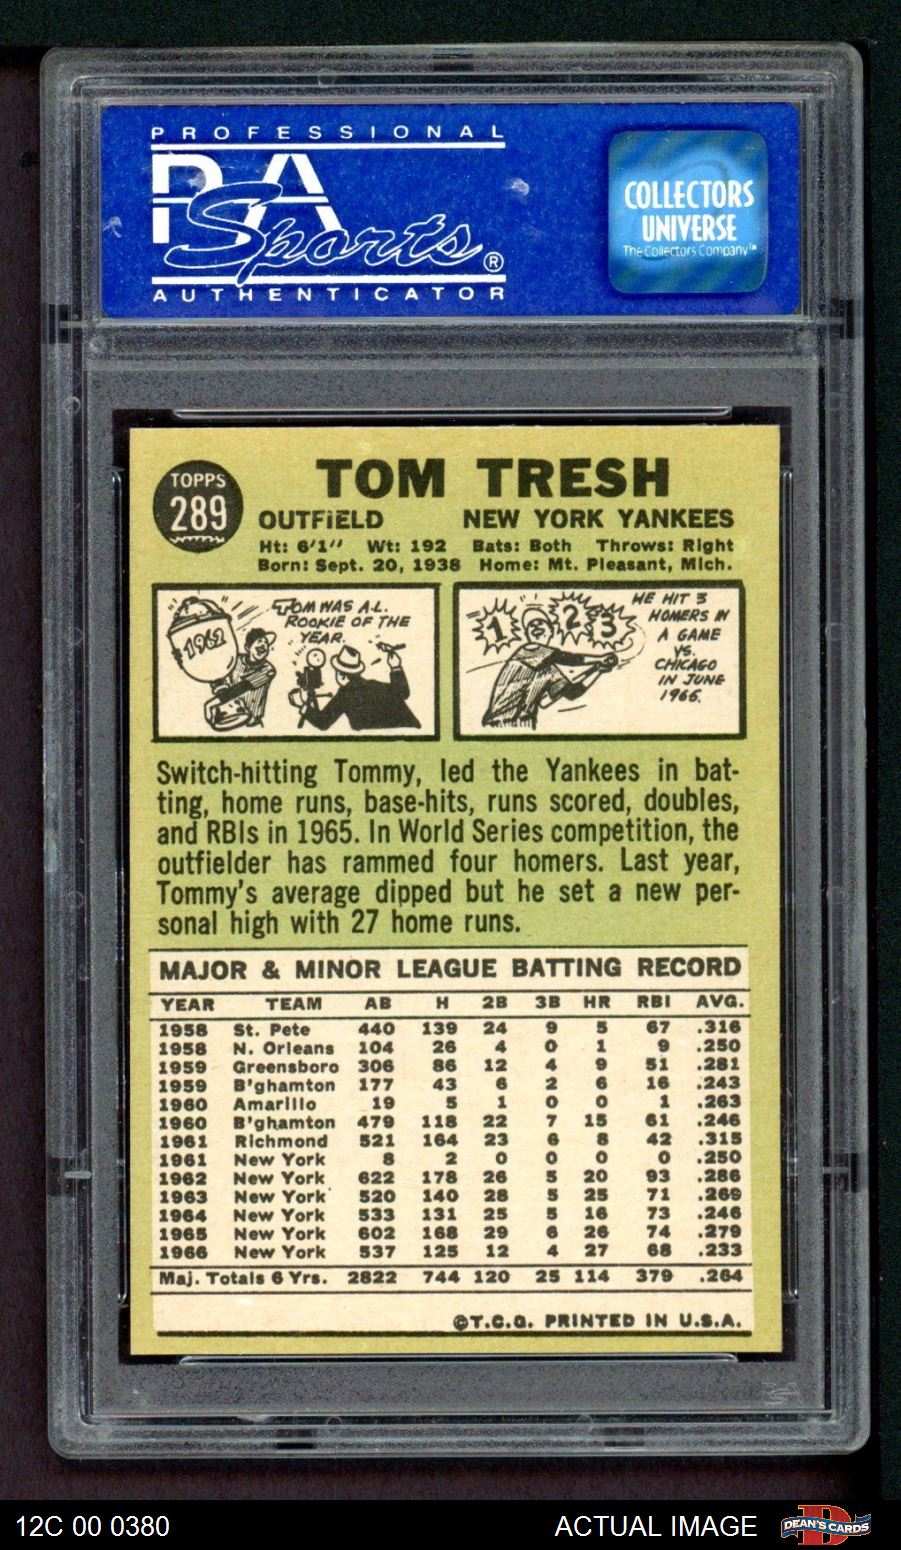 PROFESSIONAL
PSA
Sports®
AUTHENTICATOR
COLLECTORS
UNIVERSE
The Collectors Company™
TOPPS
289
TOM TRESH
OUTFIELD NEW YORK YANKEES
Ht: 6'1" Wt: 192 Bats: Both Throws: Right
Born: Sept. 20, 1938 Home: Mt. Pleasant, Mich.
1962
TOM WAS A.L.
ROOKIE OF THE
YEAR.
1 2 3
HE HIT 3
HOMERS IN
A GAME
VS.
CHICAGO
IN JUNE
1966.
Switch-hitting Tommy, led the Yankees in bat-
ting, home runs, base-hits, runs scored, doubles,
and RBIs in 1965. In World Series competition, the
outfielder has rammed four homers. Last year,
Tommy's average dipped but he set a new per-
sonal high with 27 home runs.
MAJOR & MINOR LEAGUE BATTING RECORD
YEAR TEAM AB H 2B 3B HR RBI AVG.
1958 St. Pete 440 139 24 9 5 67 .316
1958 N. Orleans 104 26 4 0 1 9 .250
1959 Greensboro 306 86 12 4 9 51 .281
1959 B'ghamton 177 43 6 2 6 16 .243
1960 Amarillo 19 5 1 0 0 1 .263
1960 B'ghamton 479 118 22 7 15 61 .246
1961 Richmond 521 164 23 6 8 42 .315
1961 New York 8 2 0 0 0 0 .250
1962 New York 622 178 26 5 20 93 .286
1963 New York 520 140 28 5 25 71 .269
1964 New York 533 131 25 5 16 73 .246
1965 New York 602 168 29 6 26 74 .279
1966 New York 537 125 12 4 27 68 .233
Maj. Totals 6 Yrs. 2822 744 120 25 114 379 .264
©T.C.G. PRINTED IN U.S.A.
12C 00 0380 ACTUAL IMAGE DEAN'S CARDS